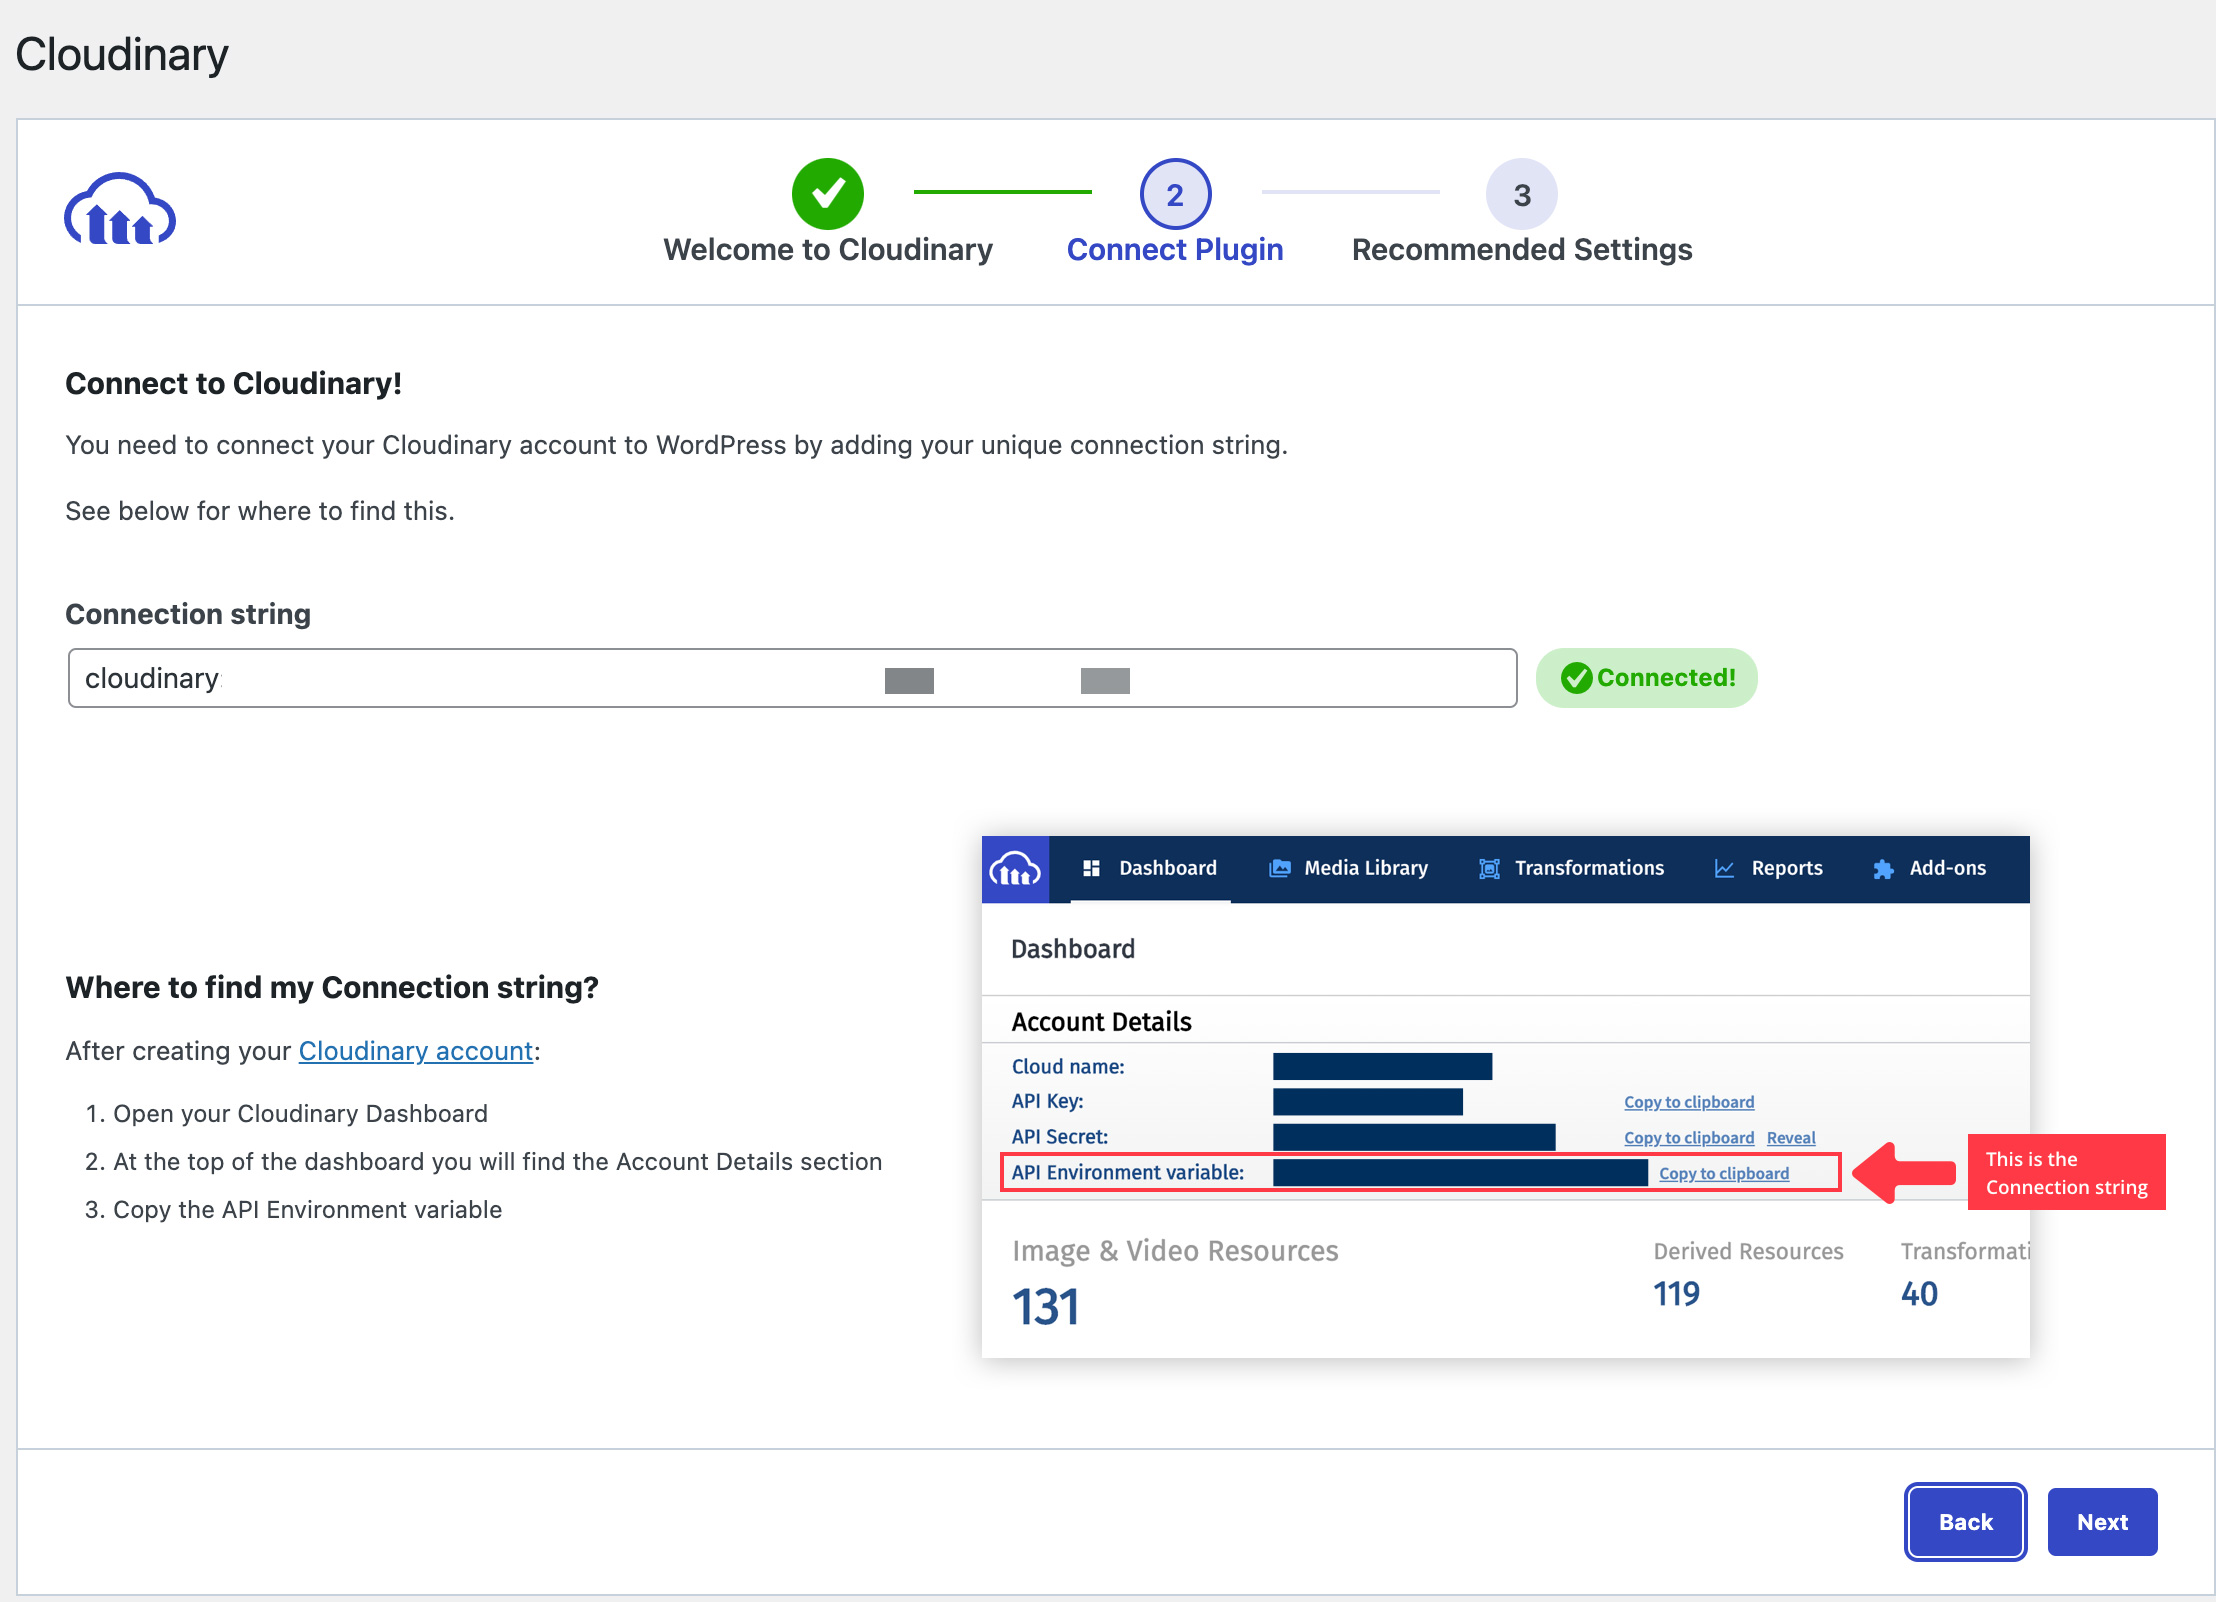 Cloudinary
2
3
Welcome to Cloudinary
Connect Plugin
Recommended Settings
Connect to Cloudinary!
You need to connect your Cloudinary account to WordPress by adding your unique connection string.
See below for where to find this.
Connection string
cloudinary
Connected!
Where to find my Connection string?
After creating your Cloudinary account:
1. Open your Cloudinary Dashboard
2. At the top of the dashboard you will find the Account Details section
3. Copy the API Environment variable
Dashboard Media Library Transformations Reports Add-ons
Dashboard
Account Details
Cloud name:
API Key: Copy to clipboard
API Secret: Copy to clipboard Reveal
API Environment variable: Copy to clipboard
This is the
Connection string
Image & Video Resources
131
Derived Resources
119
Transformati
40
Back
Next